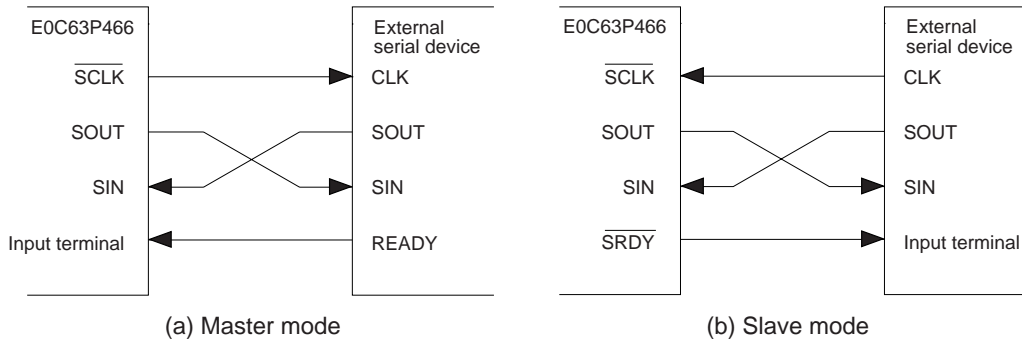 E0C63P466
SCLK
SOUT
SIN
Input terminal
External
serial device
CLK
SOUT
SIN
READY
(a) Master mode
E0C63P466
SCLK
SOUT
SIN
SRDY
External
serial device
CLK
SOUT
SIN
Input terminal
(b) Slave mode